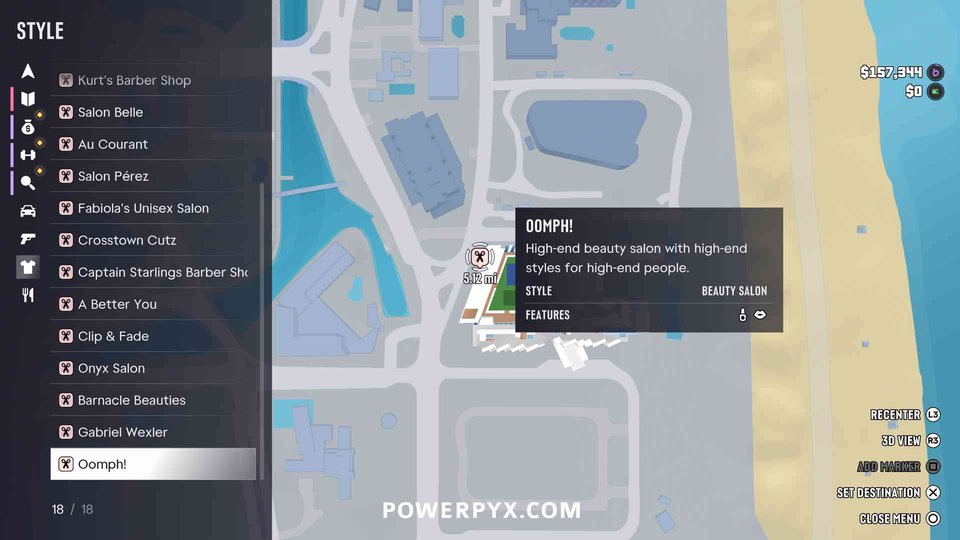 STYLE
Kurt's Barber Shop
Salon Belle
Au Courant
Salon Pérez
Fabiola's Unisex Salon
Crosstown Cutz
Captain Starlings Barber Sho
A Better You
Clip & Fade
Onyx Salon
Barnacle Beauties
Gabriel Wexler
Oomph!
18 / 18
5.12 mi
OOMPH!
High-end beauty salon with high-end
styles for high-end people.
STYLE BEAUTY SALON
FEATURES
$157,344
$0
RECENTER L3
3D VIEW R3
ADD MARKER
SET DESTINATION
CLOSE MENU
POWERPYX.COM